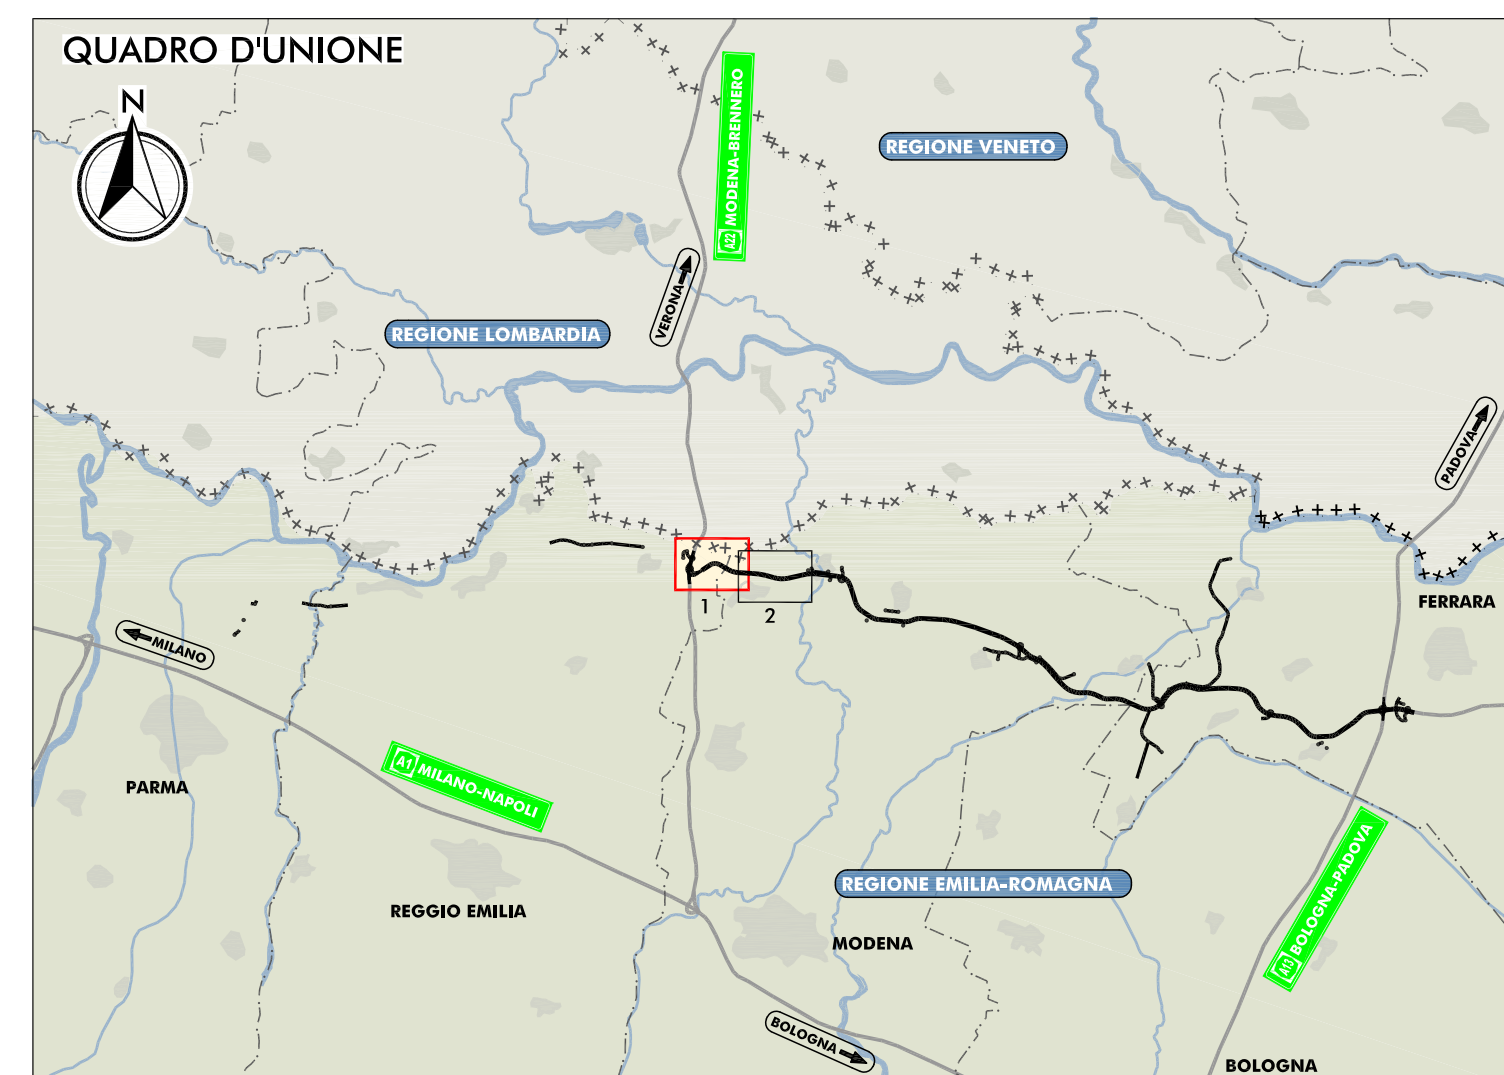 QUADRO D'UNIONE
N
A22 MODENA-BRENNERO
REGIONE VENETO
VERONA
REGIONE LOMBARDIA
PADOVA
1
2
FERRARA
MILANO
PARMA
A1 MILANO-NAPOLI
REGGIO EMILIA
REGIONE EMILIA-ROMAGNA
A13 BOLOGNA-PADOVA
MODENA
BOLOGNA
BOLOGNA